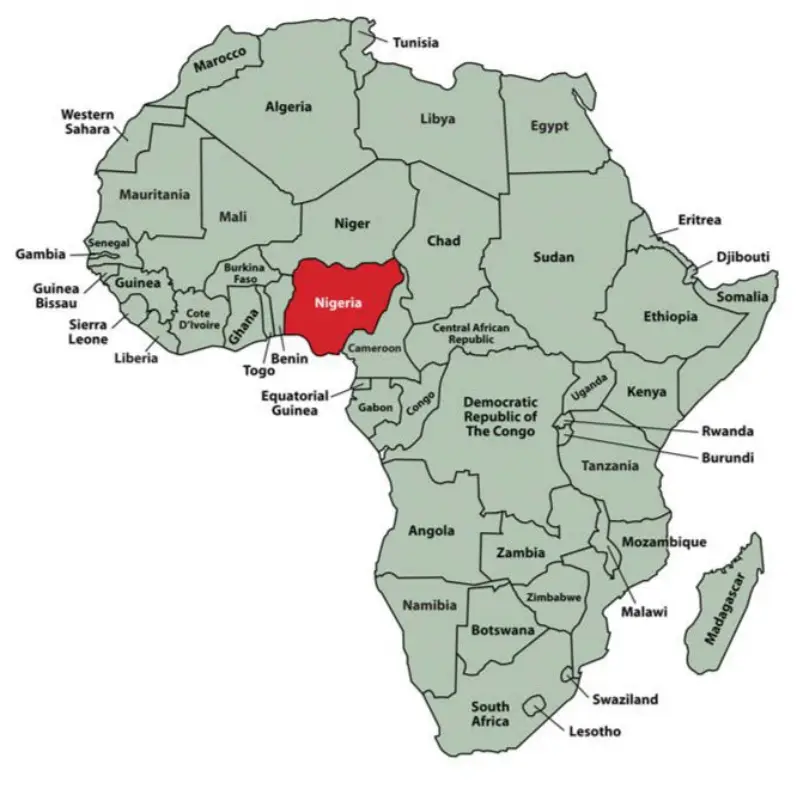 Tunisia
Marocco
Algeria
Libya
Egypt
Western
Sahara
Mauritania
Mali
Niger
Chad
Sudan
Eritrea
Djibouti
Somalia
Ethiopia
Senegal
Gambia
Guinea
Bissau
Guinea
Sierra
Leone
Liberia
Cote
D'Ivoire
Burkina
Faso
Ghana
Togo
Benin
Nigeria
Cameroon
Central African
Republic
Equatorial
Guinea
Gabon
Congo
Democratic
Republic of
The Congo
Uganda
Kenya
Rwanda
Burundi
Tanzania
Angola
Zambia
Mozambique
Malawi
Madagascar
Namibia
Zimbabwe
Botswana
Swaziland
South
Africa
Lesotho